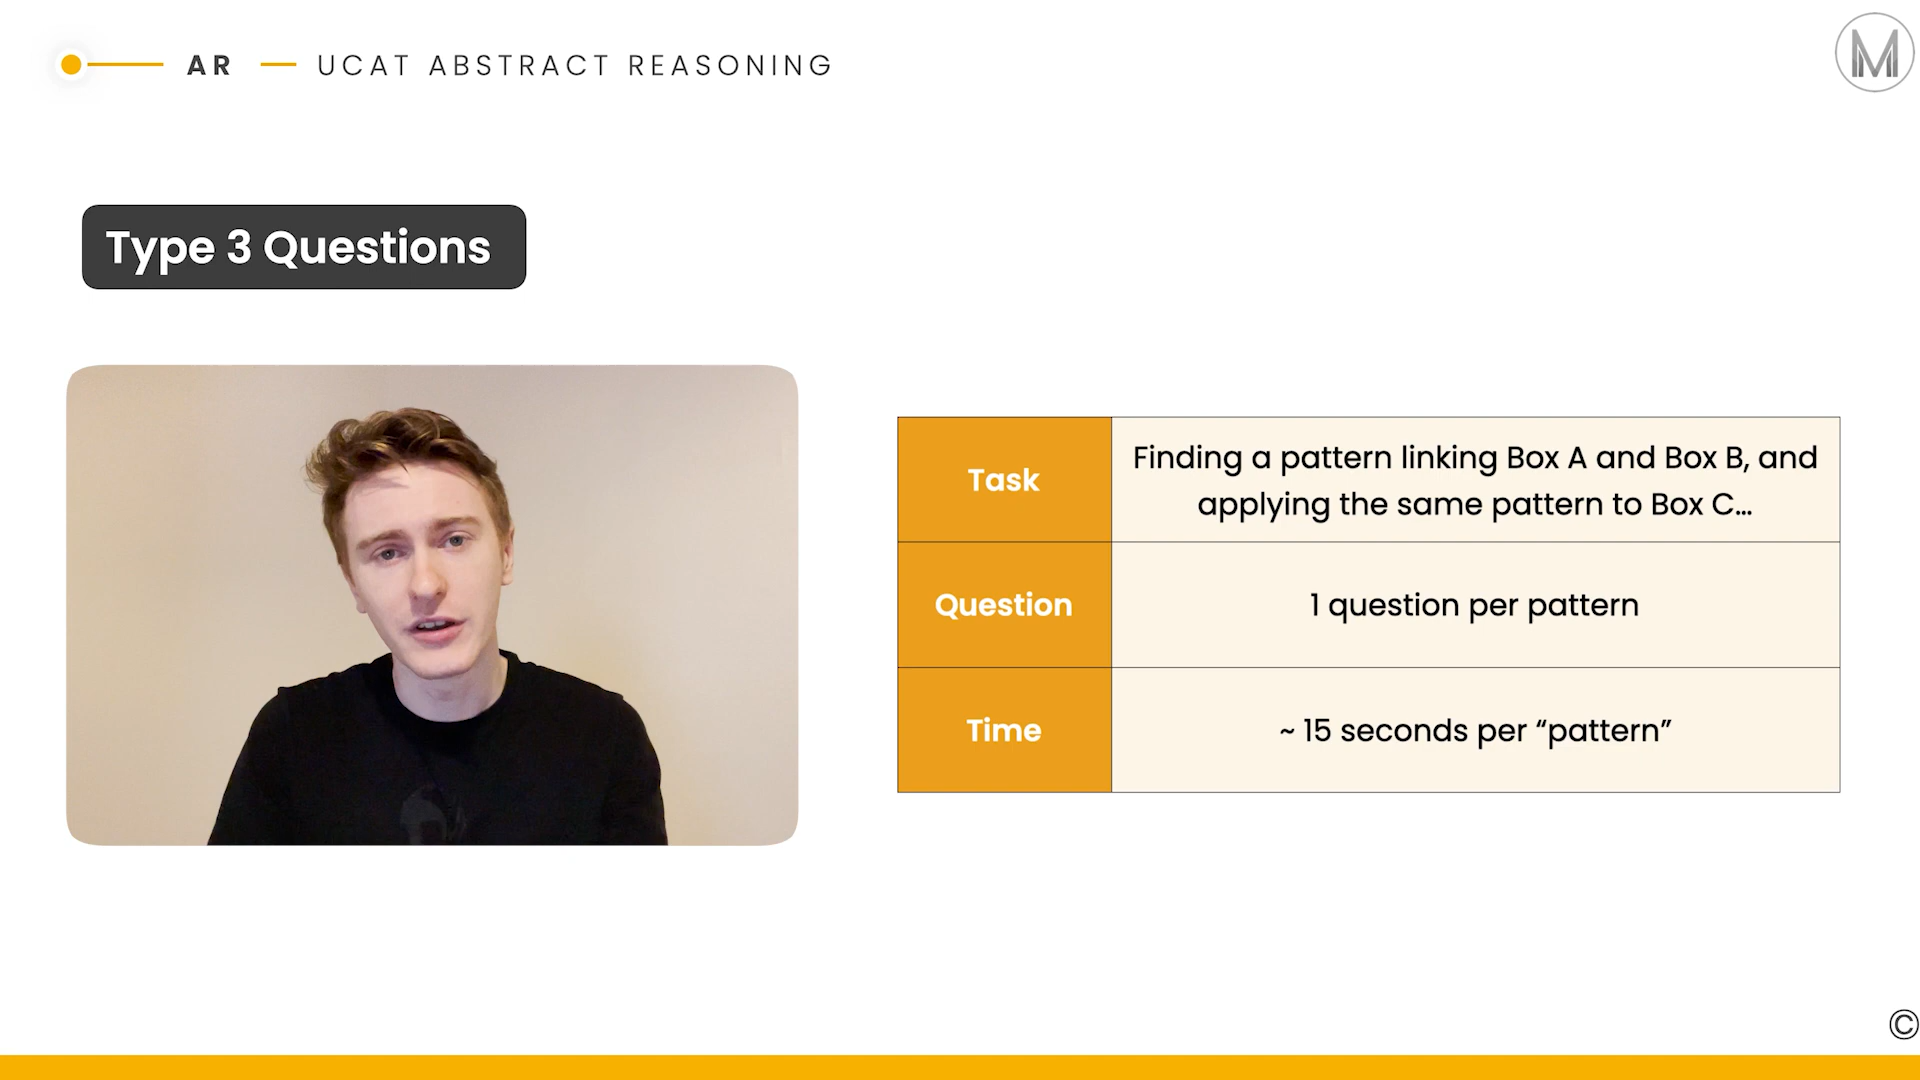 AR — UCAT ABSTRACT REASONING
M
Type 3 Questions
Task
Finding a pattern linking Box A and Box B, and
applying the same pattern to Box C...
Question
1 question per pattern
Time
~ 15 seconds per “pattern”
©